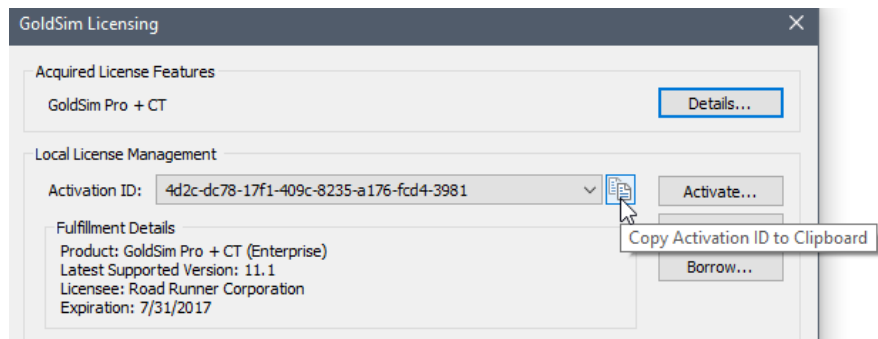 GoldSim Licensing
Acquired License Features
GoldSim Pro + CT
Details...
Local License Management
Activation ID:
4d2c-dc78-17f1-409c-8235-a176-fcd4-3981
Activate...
Copy Activation ID to Clipboard
Fulfillment Details
Product: GoldSim Pro + CT (Enterprise)
Latest Supported Version: 11.1
Licensee: Road Runner Corporation
Expiration: 7/31/2017
Borrow...